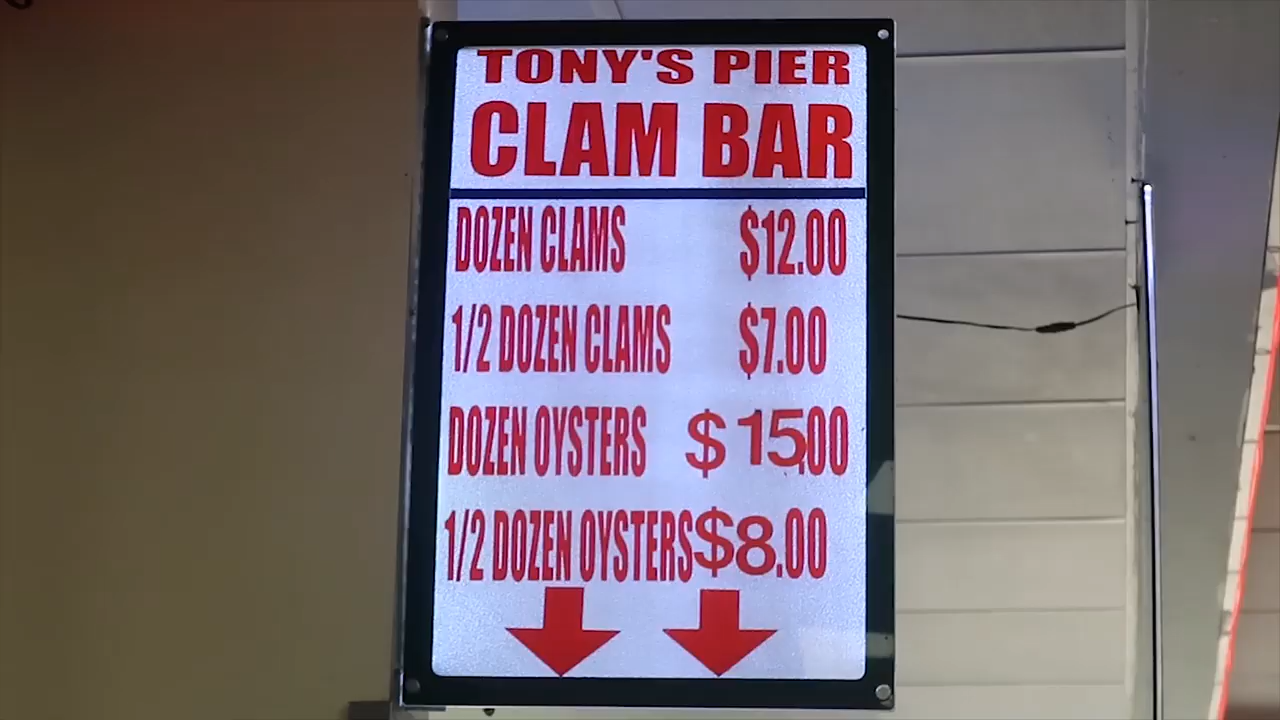 TONY'S PIER
CLAM BAR
DOZEN CLAMS $12.00
1/2 DOZEN CLAMS $7.00
DOZEN OYSTERS $15.00
1/2 DOZEN OYSTERS $8.00